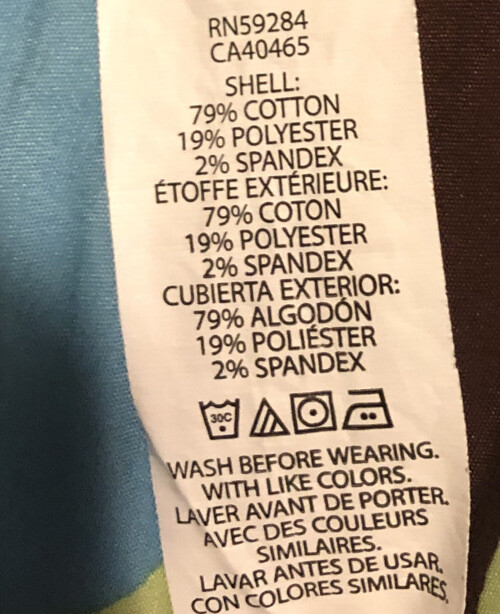 RN59284
CA40465
SHELL:
79% COTTON
19% POLYESTER
2% SPANDEX
ÉTOFFE EXTÉRIEURE:
79% COTON
19% POLYESTER
2% SPANDEX
CUBIERTA EXTERIOR:
79% ALGODÓN
19% POLIÉSTER
2% SPANDEX
30C
WASH BEFORE WEARING.
WITH LIKE COLORS.
LAVER AVANT DE PORTER.
AVEC DES COULEURS
SIMILAIRES.
LAVAR ANTES DE USAR.
CON COLORES SIMILARES.